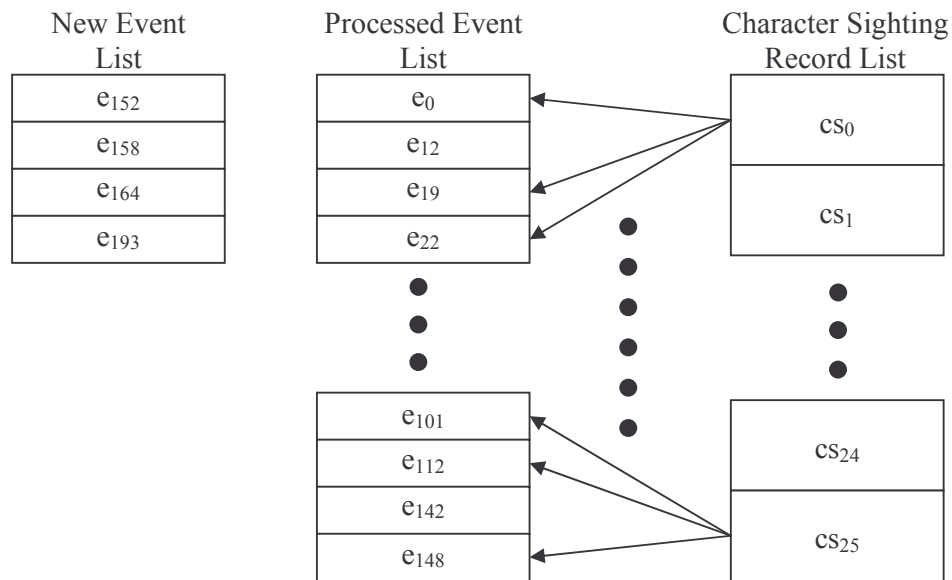 New Event
List
e152
e158
e164
e193
Processed Event
List
e0
e12
e19
e22
e101
e112
e142
e148
Character Sighting
Record List
cs0
cs1
cs24
cs25